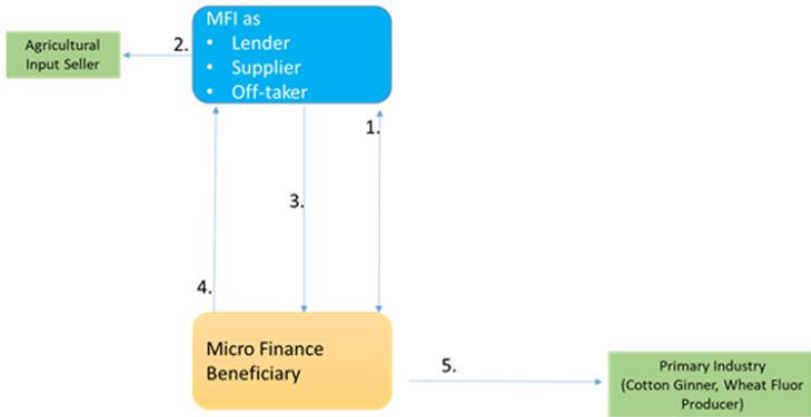 MFI as
• Lender
• Supplier
• Off-taker
Agricultural
Input Seller
2.
1.
3.
4.
Micro Finance
Beneficiary
5.
Primary Industry
(Cotton Ginner, Wheat Fluor
Producer)